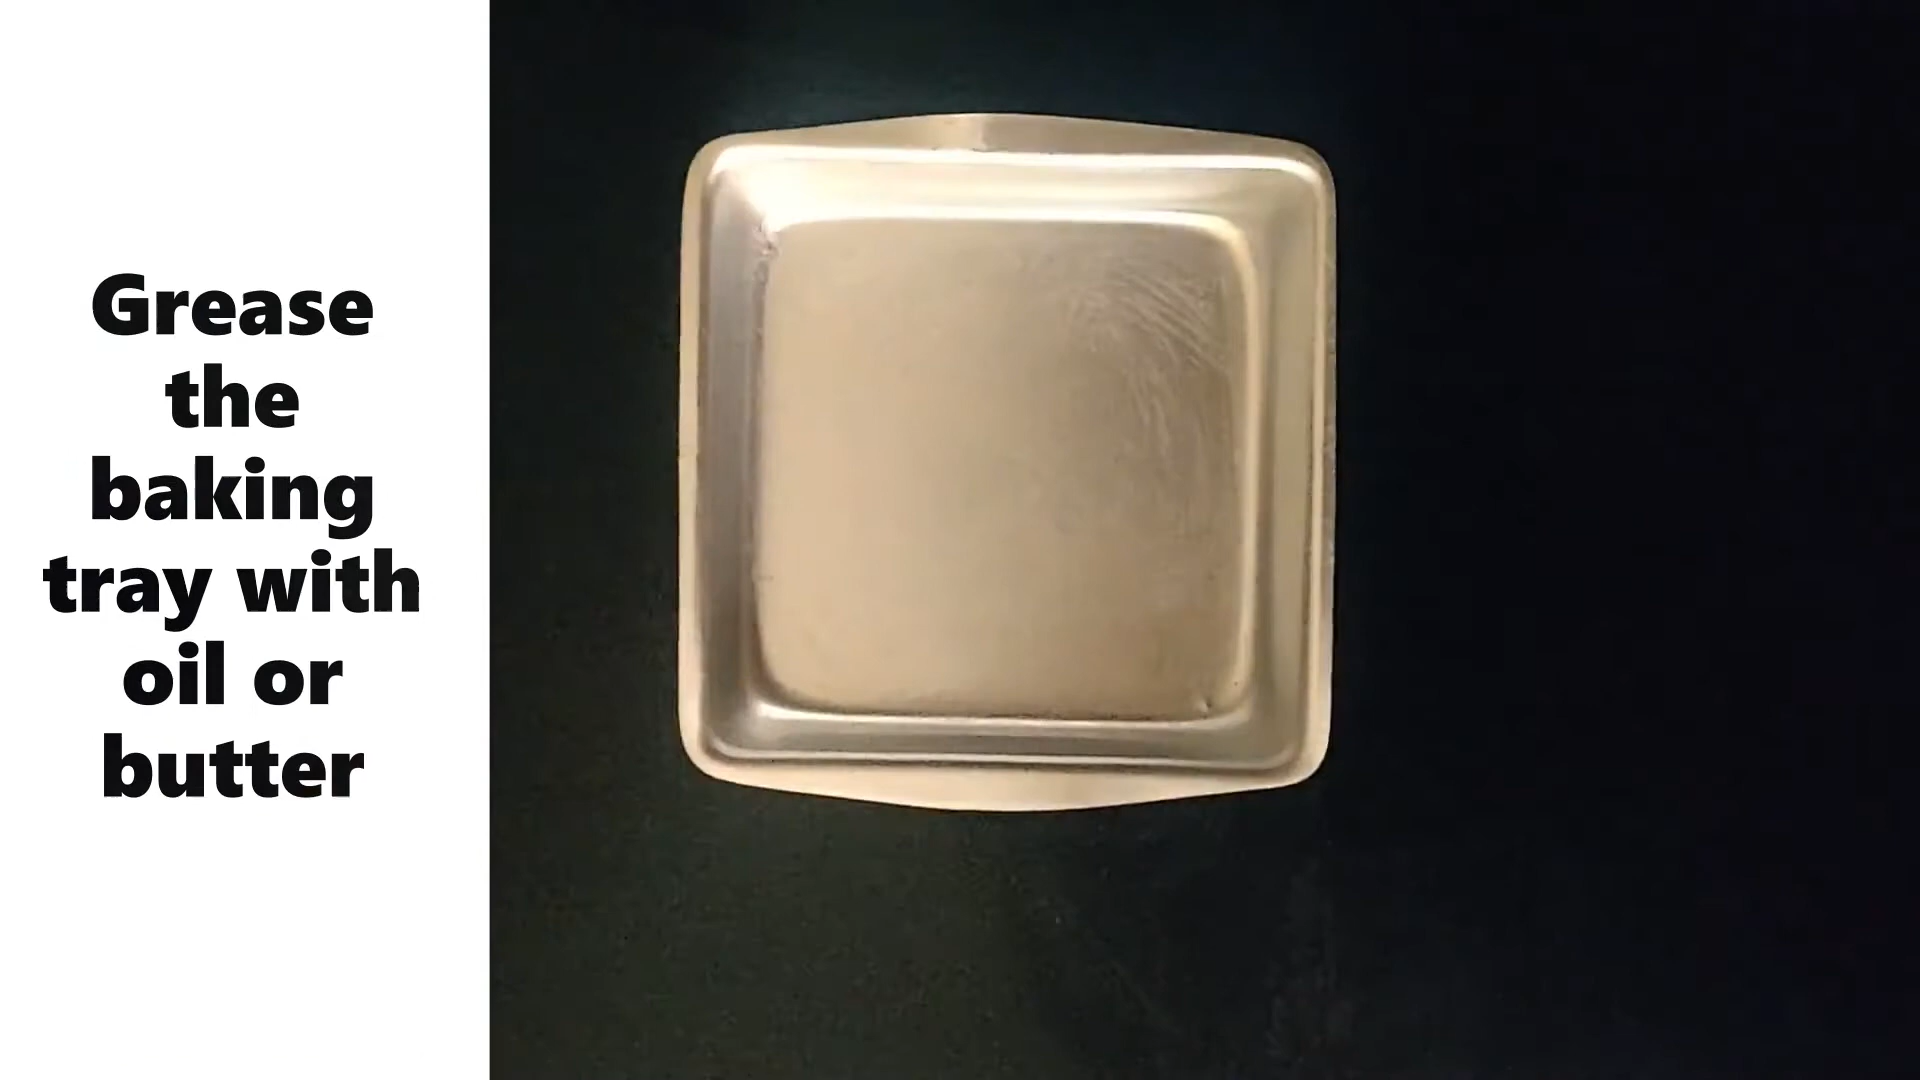 Grease
the
baking
tray with
oil or
butter